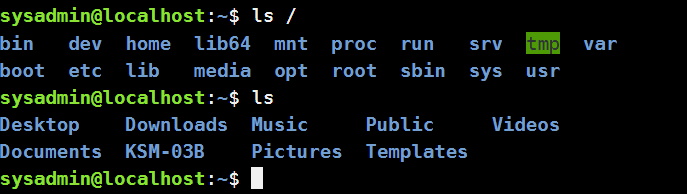 sysadmin@localhost:~$ ls /
bin   dev  home  lib64  mnt  proc  run   srv  tmp  var
boot  etc  lib   media  opt  root  sbin  sys  usr
sysadmin@localhost:~$ ls
Desktop    Downloads  Music     Public     Videos
Documents  KSM-03B    Pictures  Templates
sysadmin@localhost:~$